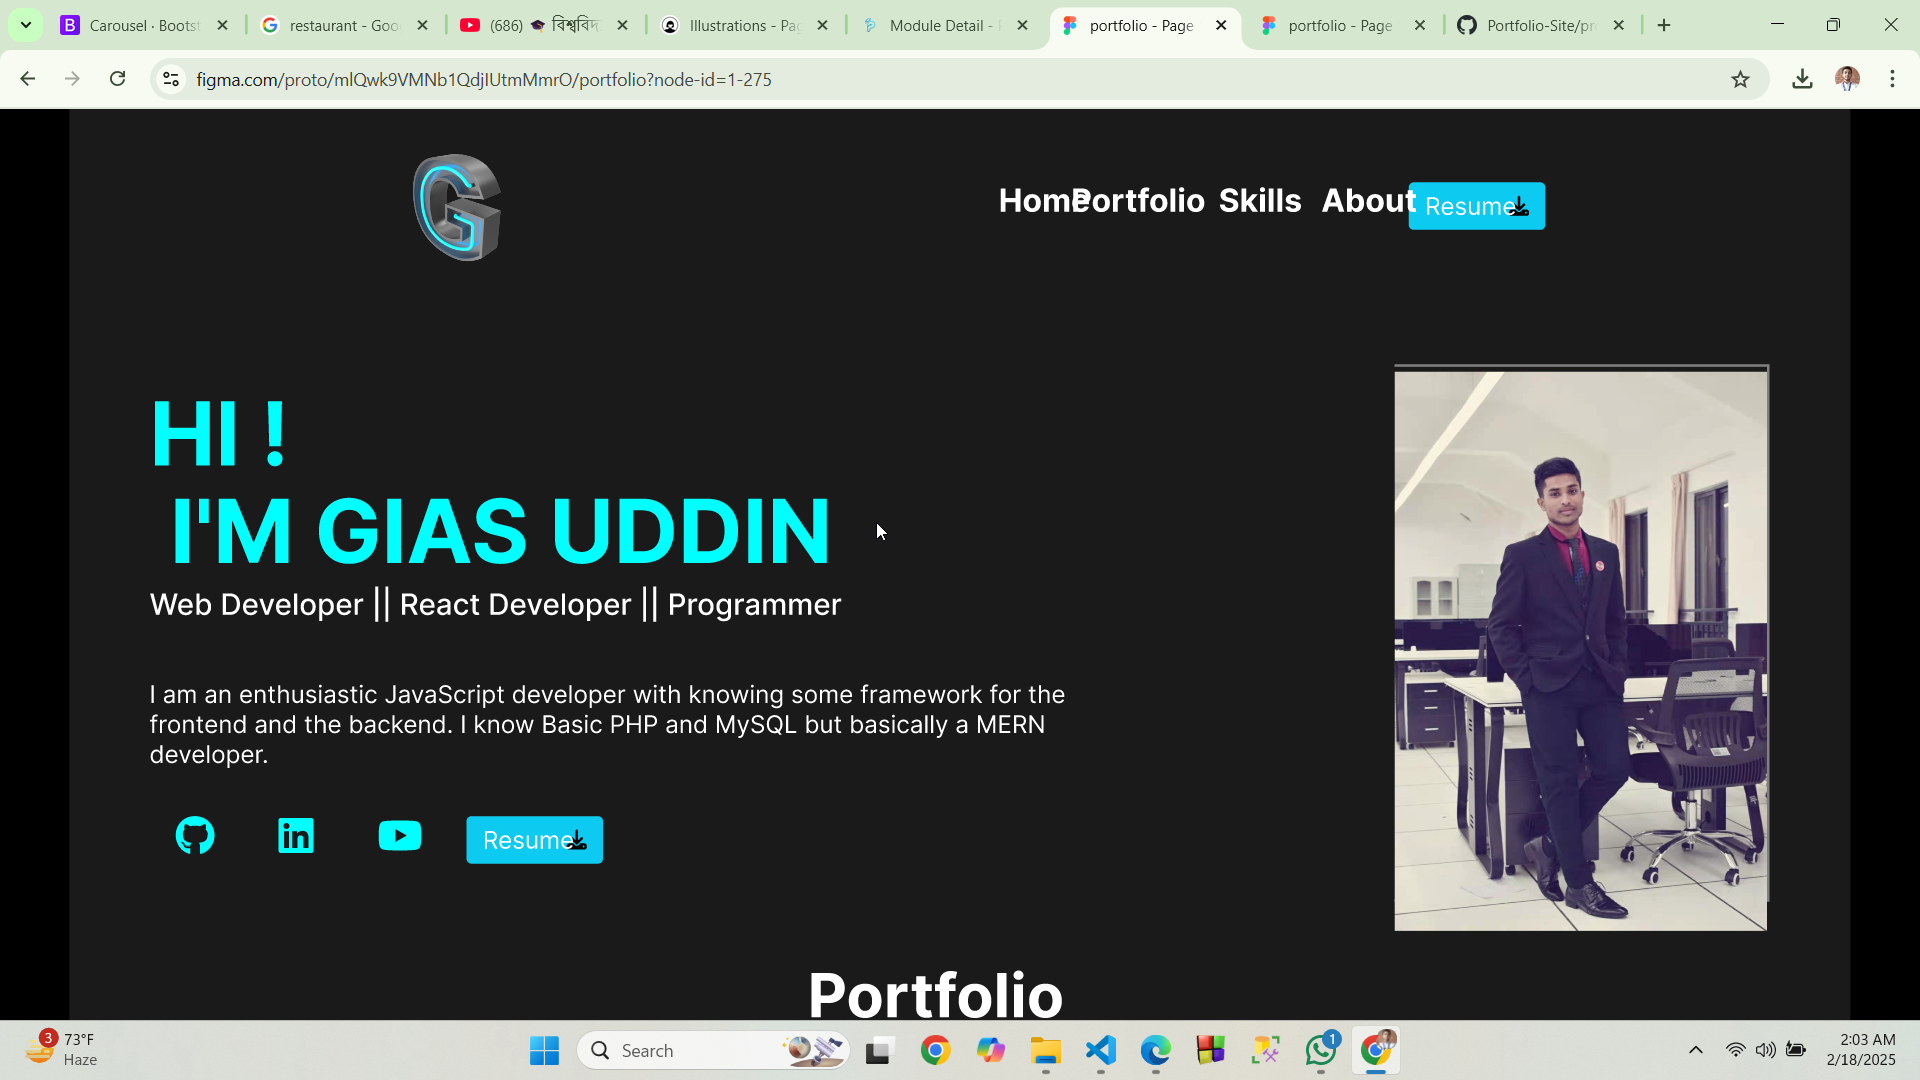 Carousel · Boots
restaurant - Goo
(686) 🎓 বিশ্ববিদ
Illustrations - Pag
Module Detail -
portfolio - Page
portfolio - Page
Portfolio-Site/pr
figma.com/proto/mlQwk9VMNb1QdjIUtmMmrO/portfolio?node-id=1-275
G
Home Portfolio Skills About Resume
HI !
I'M GIAS UDDIN
Web Developer || React Developer || Programmer
I am an enthusiastic JavaScript developer with knowing some framework for the
frontend and the backend. I know Basic PHP and MySQL but basically a MERN
developer.
Resume
Portfolio
3
73°F
Haze
Search
1
2:03 AM
2/18/2025